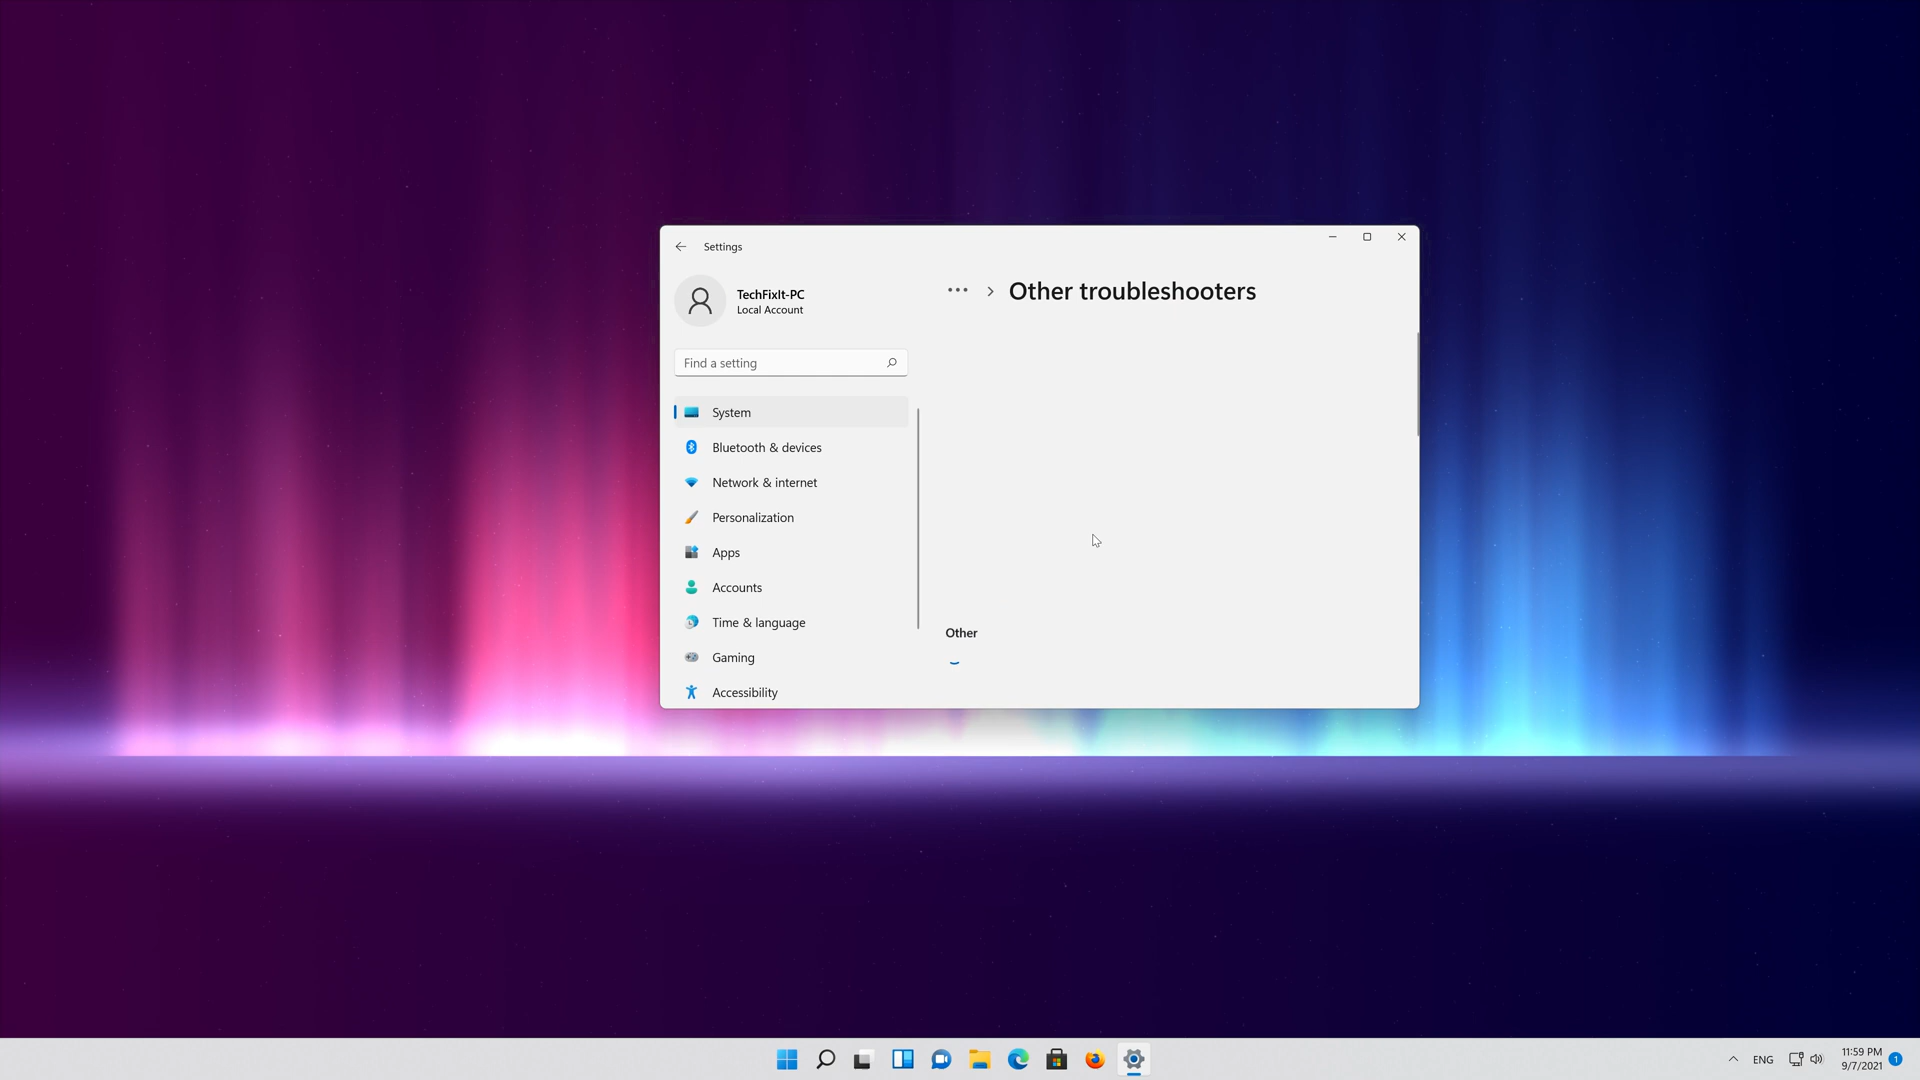 Settings
TechFixIt-PC
Local Account
Find a setting
System
Bluetooth & devices
Network & internet
Personalization
Apps
Accounts
Time & language
Gaming
Accessibility
Other troubleshooters
Other
ENG
11:59 PM
9/7/2021
1